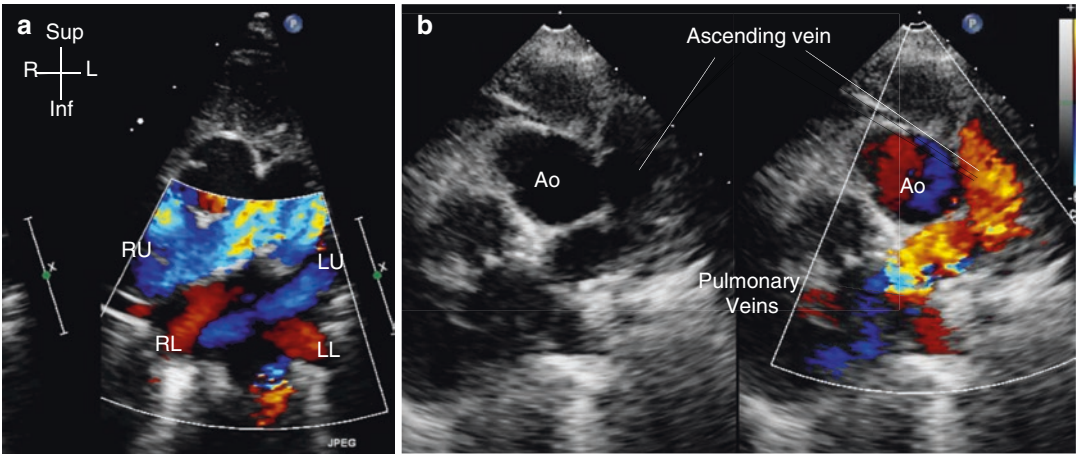 a
Sup
R L
Inf
P
RU
LU
RL
LL
x
x
JPEG
b
P
Ascending vein
Ao
Ao
Pulmonary
Veins
+